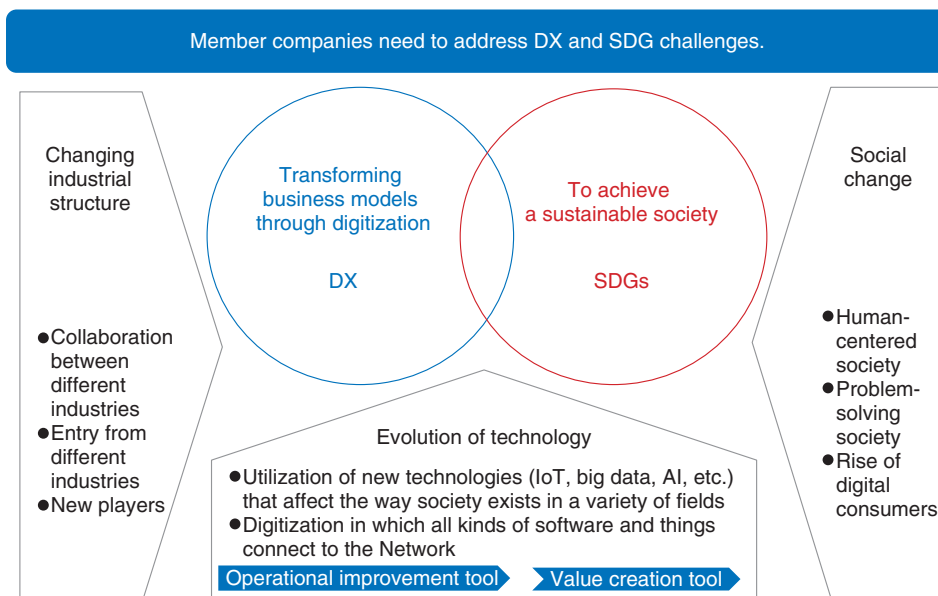 Member companies need to address DX and SDG challenges.
Changing
industrial
structure
●Collaboration
between
different
industries
●Entry from
different
industries
●New players
Transforming
business models
through digitization
DX
To achieve
a sustainable society
SDGs
Social
change
●Human-
centered
society
●Problem-
solving
society
●Rise of
digital
consumers
Evolution of technology
●Utilization of new technologies (IoT, big data, AI, etc.)
that affect the way society exists in a variety of fields
●Digitization in which all kinds of software and things
connect to the Network
Operational improvement tool
Value creation tool